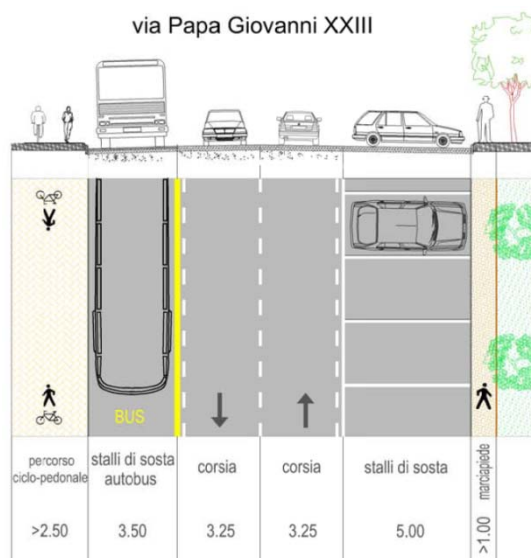 via Papa Giovanni XXIII
BUS
percorso
ciclo-pedonale
stalli di sosta
autobus
corsia
corsia
stalli di sosta
marciapiede
>2.50
3.50
3.25
3.25
5.00
>1.00